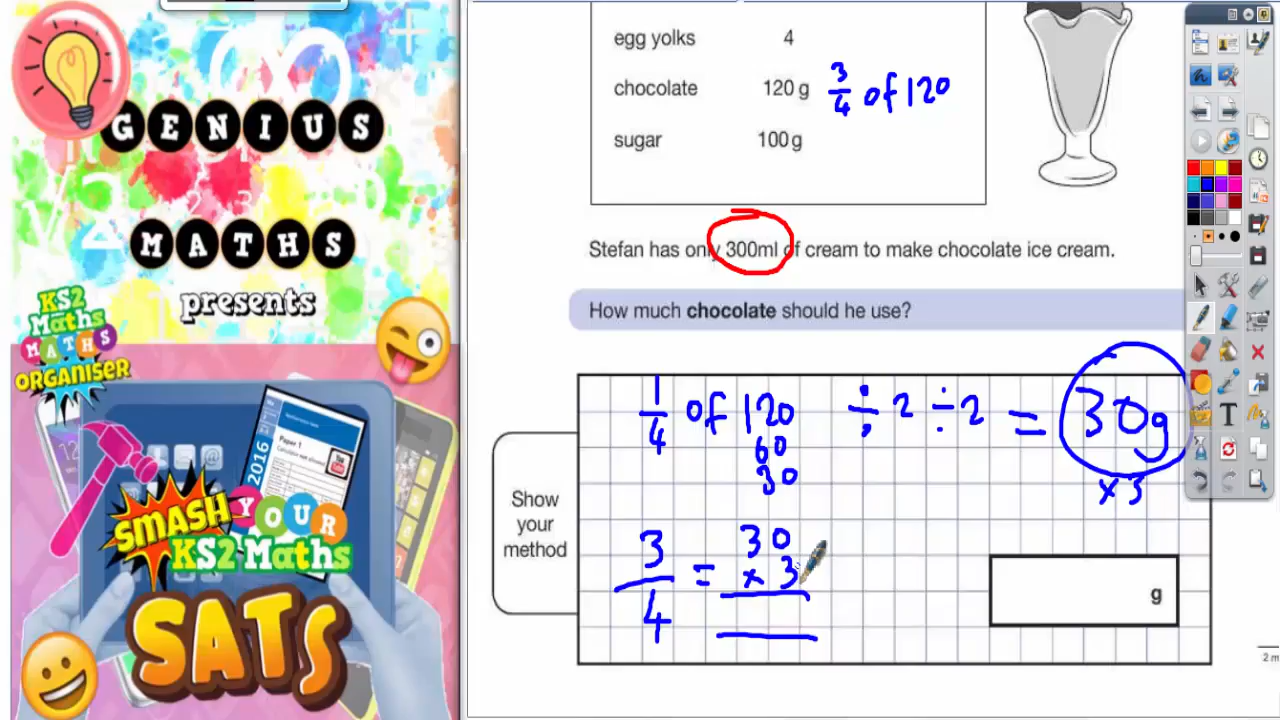 GENIUS
MATHS
presents
KS2
Maths
MATHS
ORGANISER
2016
Paper 1
SMASH YOUR
KS2 Maths
SATS
egg yolks 4
chocolate 120 g 3/4 of 120
sugar 100 g
Stefan has only 300ml of cream to make chocolate ice cream.
How much chocolate should he use?
Show
your
method
1/4 of 120 ÷ 2 ÷ 2 = 30g
60
30
x 3
3/4 = 30
x 3
g
T
2 m